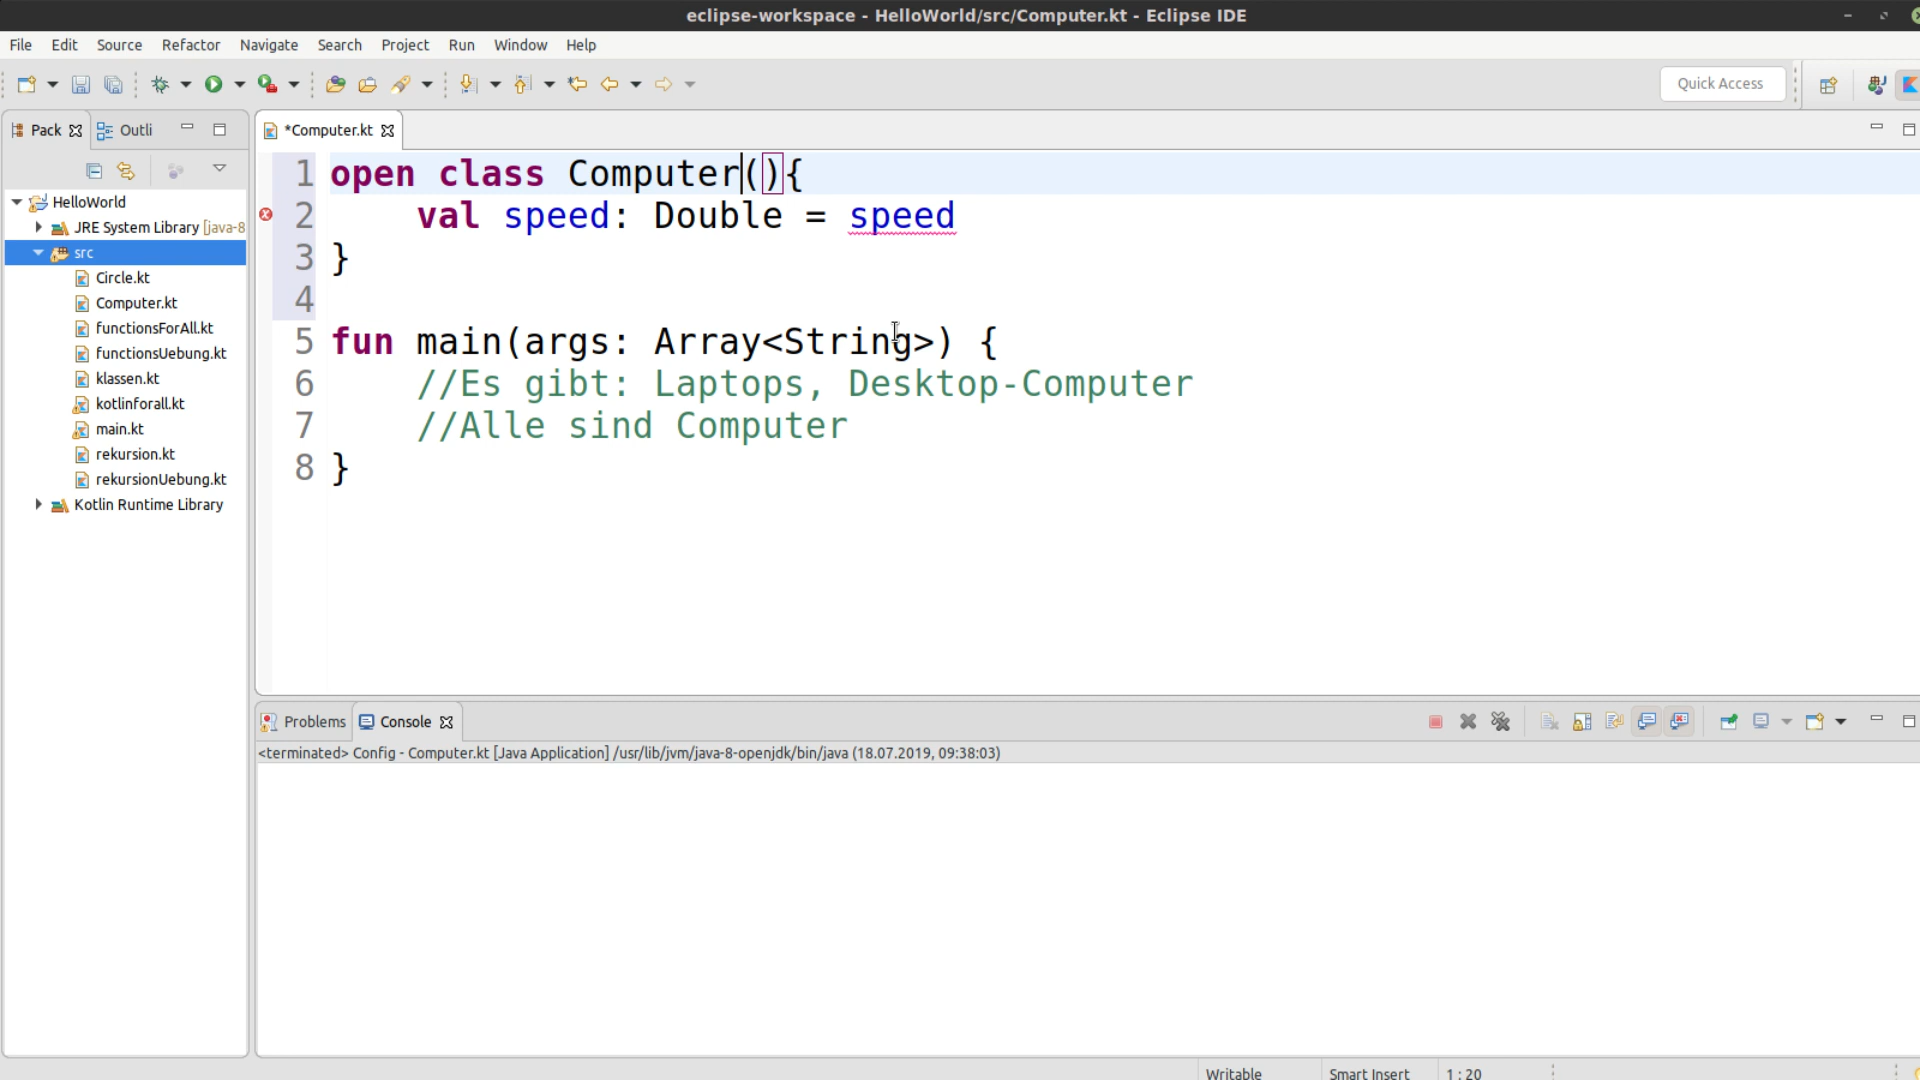 eclipse-workspace - HelloWorld/src/Computer.kt - Eclipse IDE
File Edit Source Refactor Navigate Search Project Run Window Help
Quick Access
Pack Outli
*Computer.kt
HelloWorld
JRE System Library [java-8
src
Circle.kt
Computer.kt
functionsForAll.kt
functionsUebung.kt
klassen.kt
kotlinforall.kt
main.kt
rekursion.kt
rekursionUebung.kt
Kotlin Runtime Library
1 open class Computer(){
2 val speed: Double = speed
3 }
4
5 fun main(args: Array<String>) {
6 //Es gibt: Laptops, Desktop-Computer
7 //Alle sind Computer
8 }
Problems Console
<terminated> Config - Computer.kt [Java Application] /usr/lib/jvm/java-8-openjdk/bin/java (18.07.2019, 09:38:03)
Writable Smart Insert 1 : 20